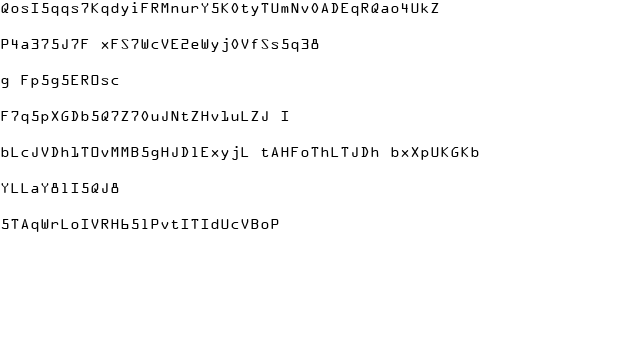 QosI5qqs7KqdyiFRMnurY5K0tyTUmNv0ADEqRQao4UkZ
P4a375J7F xFS7WcVE2eWyj0VfSs5q38
g Fp5g5EROsc
F7q5pXGDb5Q7Z70uJNtZHv1uLZJ I
bLcJVDh1TOvMMB5gHJDlExyjL tAHFoThLTJDh bxXpUKGKb
YLLaY8lI5QJ8
5TAqWrLoIVRH65lPvtITIdUcVBoP